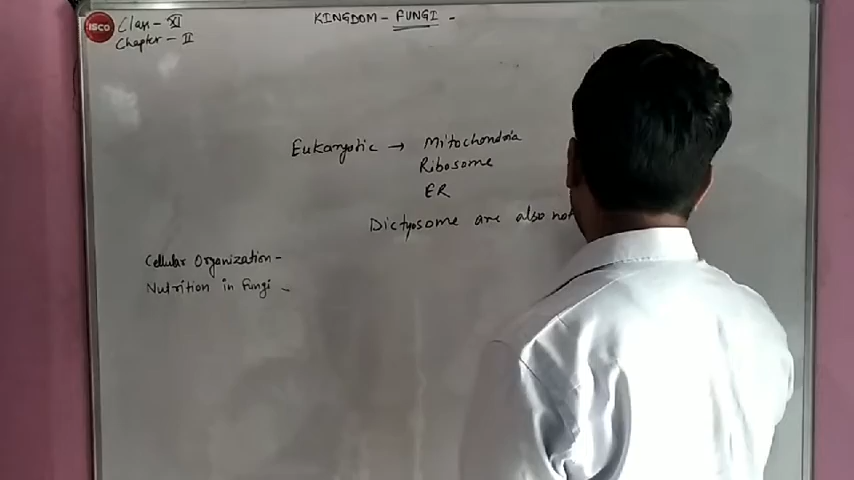 ISCO
Class - XI
Chapter - II
KINGDOM - FUNGI -
Eukaryotic → Mitochondria
Ribosome
ER
Dictyosome are also not
Cellular Organization -
Nutrition in Fungi -